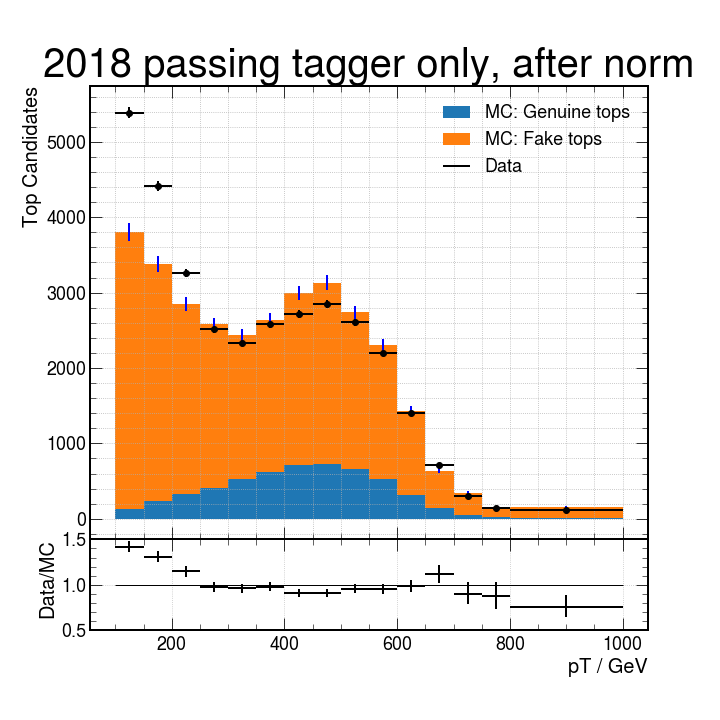 2018 passing tagger only, after norm
Top Candidates
5000
4000
3000
2000
1000
0
MC: Genuine tops
MC: Fake tops
Data
Data/MC
1.5
1.0
0.5
200
400
600
800
1000
pT / GeV